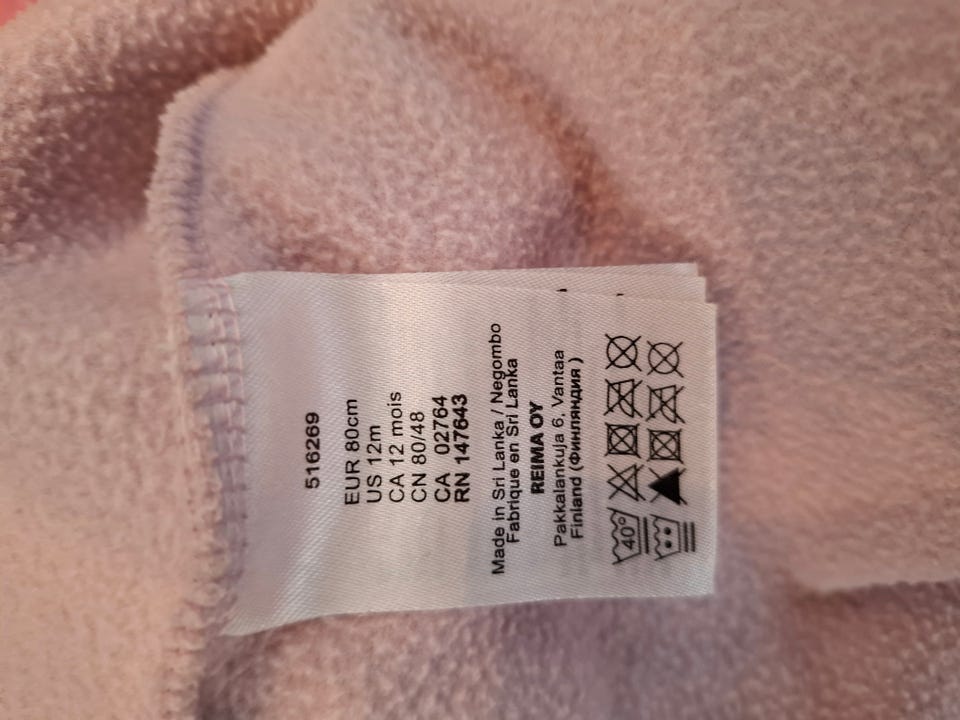 516269
EUR 80cm
US 12m
CA 12 mois
CN 80/48
CA 02764
RN 147643
Made in Sri Lanka / Negombo
Fabrique en Sri Lanka
REIMA OY
Pakkalankuja 6, Vantaa
Finland (Финляндия )
40°